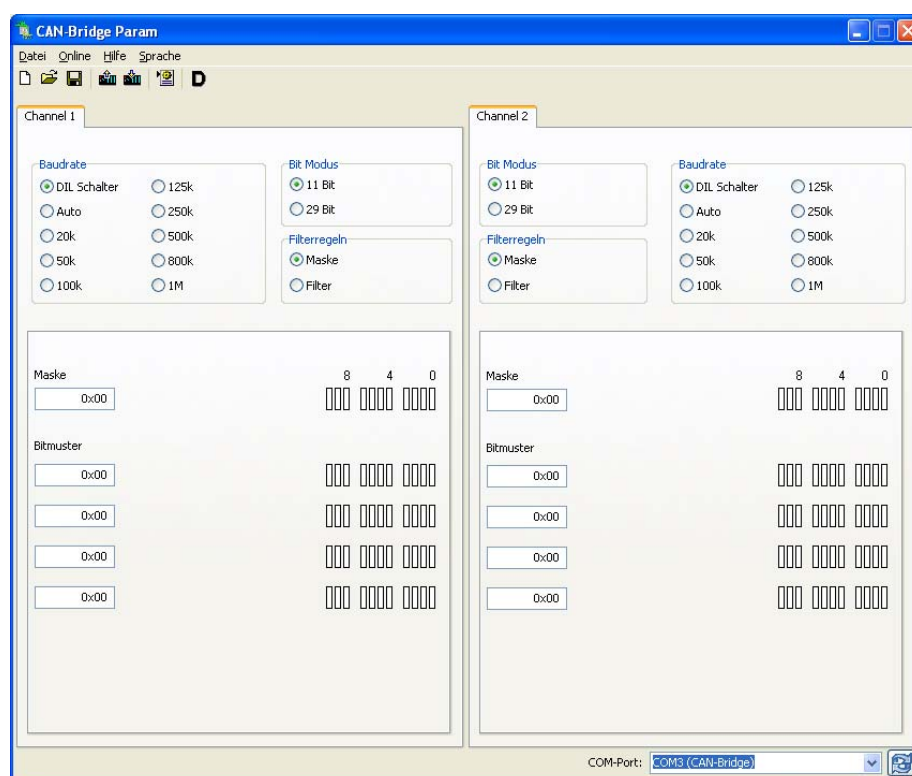 CAN-Bridge Param
Datei Online Hilfe Sprache
D
Channel 1
Baudrate
DIL Schalter 125k
Auto 250k
20k 500k
50k 800k
100k 1M
Bit Modus
11 Bit
29 Bit
Filterregeln
Maske
Filter
Maske 8 4 0
0x00
Bitmuster
0x00
0x00
0x00
0x00
Channel 2
Bit Modus
11 Bit
29 Bit
Filterregeln
Maske
Filter
Baudrate
DIL Schalter 125k
Auto 250k
20k 500k
50k 800k
100k 1M
Maske 8 4 0
0x00
Bitmuster
0x00
0x00
0x00
0x00
COM-Port: COM3 (CAN-Bridge)